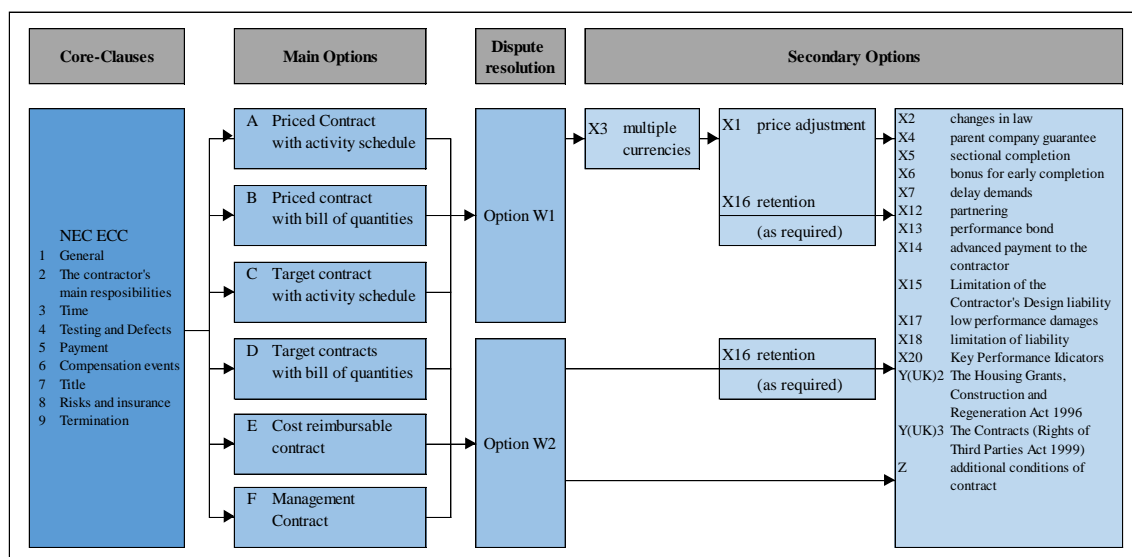 Core-Clauses
Main Options
Dispute
resolution
Secondary Options
NEC ECC
1 General
2 The contractor's
main resposibilities
3 Time
4 Testing and Defects
5 Payment
6 Compensation events
7 Title
8 Risks and insurance
9 Termination
A Priced Contract
with activity schedule
B Priced contract
with bill of quantities
C Target contract
with activity schedule
D Target contracts
with bill of quantities
E Cost reimbursable
contract
F Management
Contract
Option W1
Option W2
X3 multiple
currencies
X1 price adjustment
X16 retention
(as required)
X16 retention
(as required)
X2 changes in law
X4 parent company guarantee
X5 sectional completion
X6 bonus for early completion
X7 delay demands
X12 partnering
X13 performance bond
X14 advanced payment to the
contractor
X15 Limitation of the
Contractor's Design liability
X17 low performance damages
X18 limitation of liability
X20 Key Performance Idicators
Y(UK)2 The Housing Grants,
Construction and
Regeneration Act 1996
Y(UK)3 The Contracts (Rights of
Third Parties Act 1999)
Z additional conditions of
contract